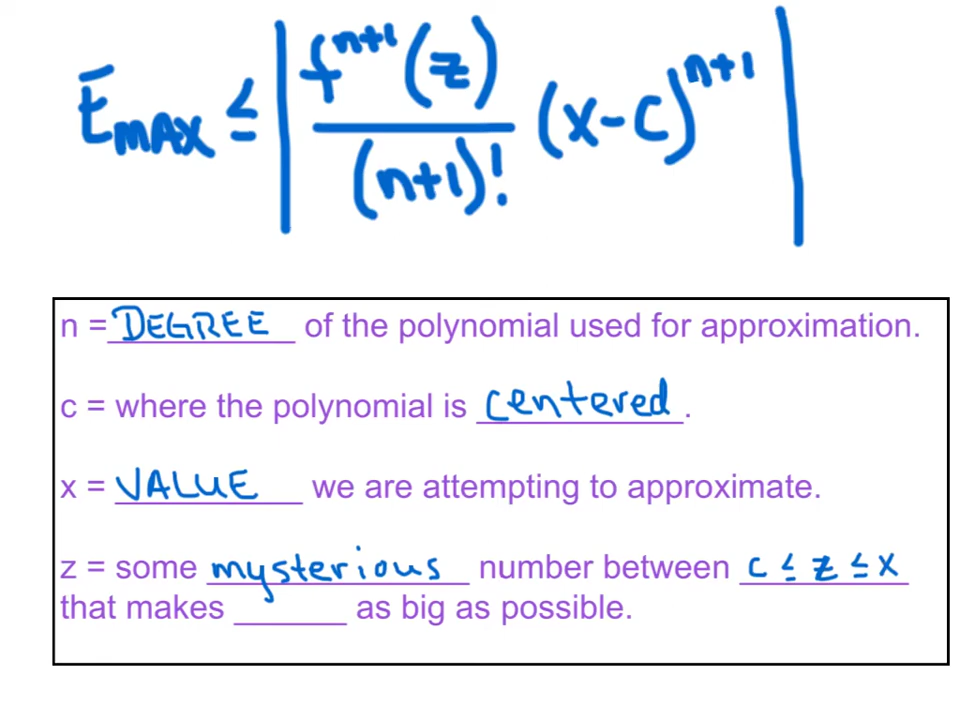 E_MAX ≤ | f^{n+1}(z) / (n+1)! (x-c)^{n+1} |
n = DEGREE of the polynomial used for approximation.
c = where the polynomial is centered.
x = VALUE we are attempting to approximate.
z = some mysterious number between c ≤ z ≤ x
that makes ______ as big as possible.